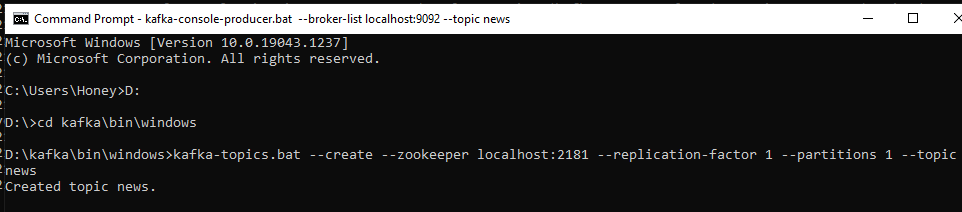 Command Prompt - kafka-console-producer.bat --broker-list localhost:9092 --topic news
Microsoft Windows [Version 10.0.19043.1237]
(c) Microsoft Corporation. All rights reserved.
C:\Users\Honey>D:
D:\>cd kafka\bin\windows
D:\kafka\bin\windows>kafka-topics.bat --create --zookeeper localhost:2181 --replication-factor 1 --partitions 1 --topic
news
Created topic news.